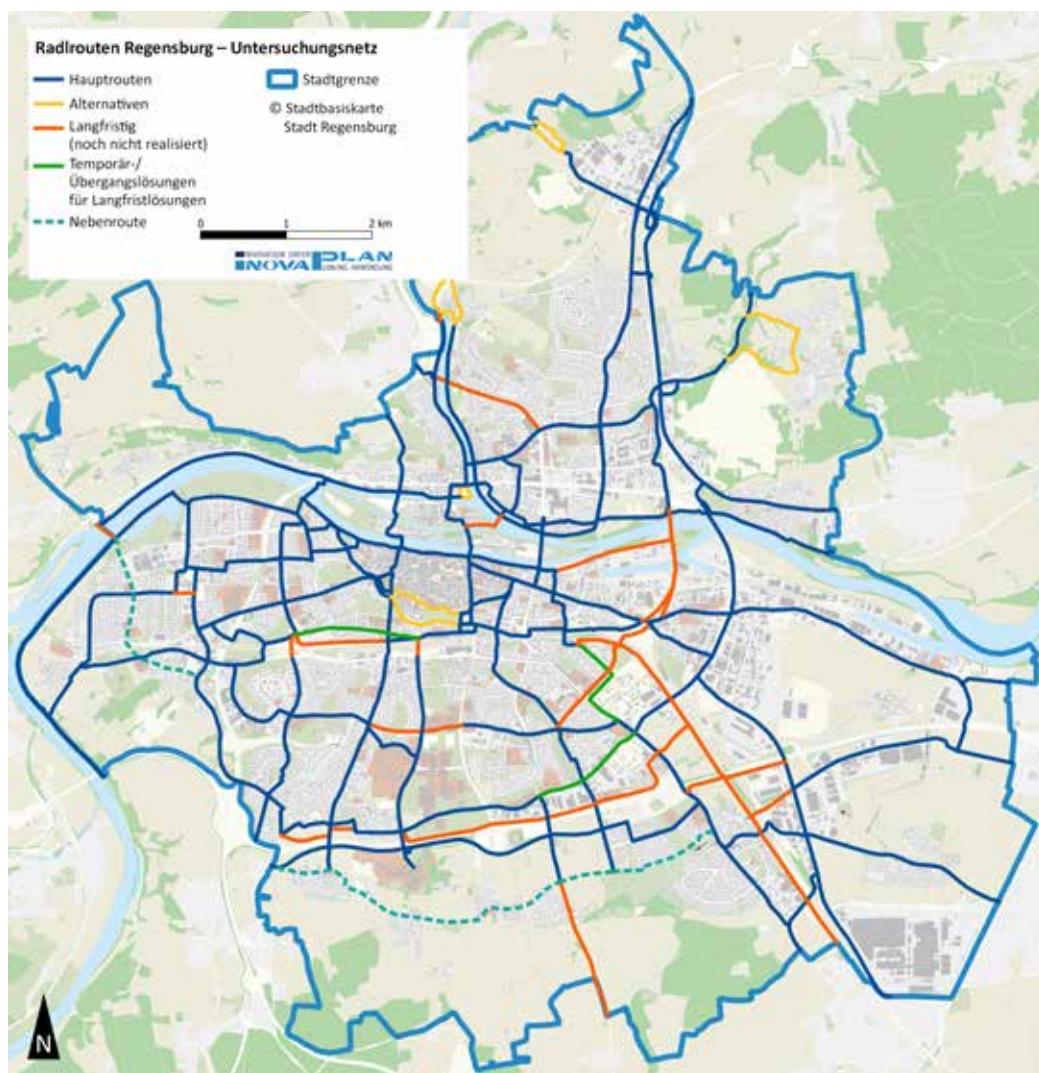 Radlrouten Regensburg – Untersuchungsnetz
Hauptrouten
Alternativen
Langfristig
(noch nicht realisiert)
Temporär-/
Übergangslösungen
für Langfristlösungen
Nebenroute
Stadtgrenze
© Stadtbasiskarte
Stadt Regensburg
0 1 2 km
INOVAPLAN
N